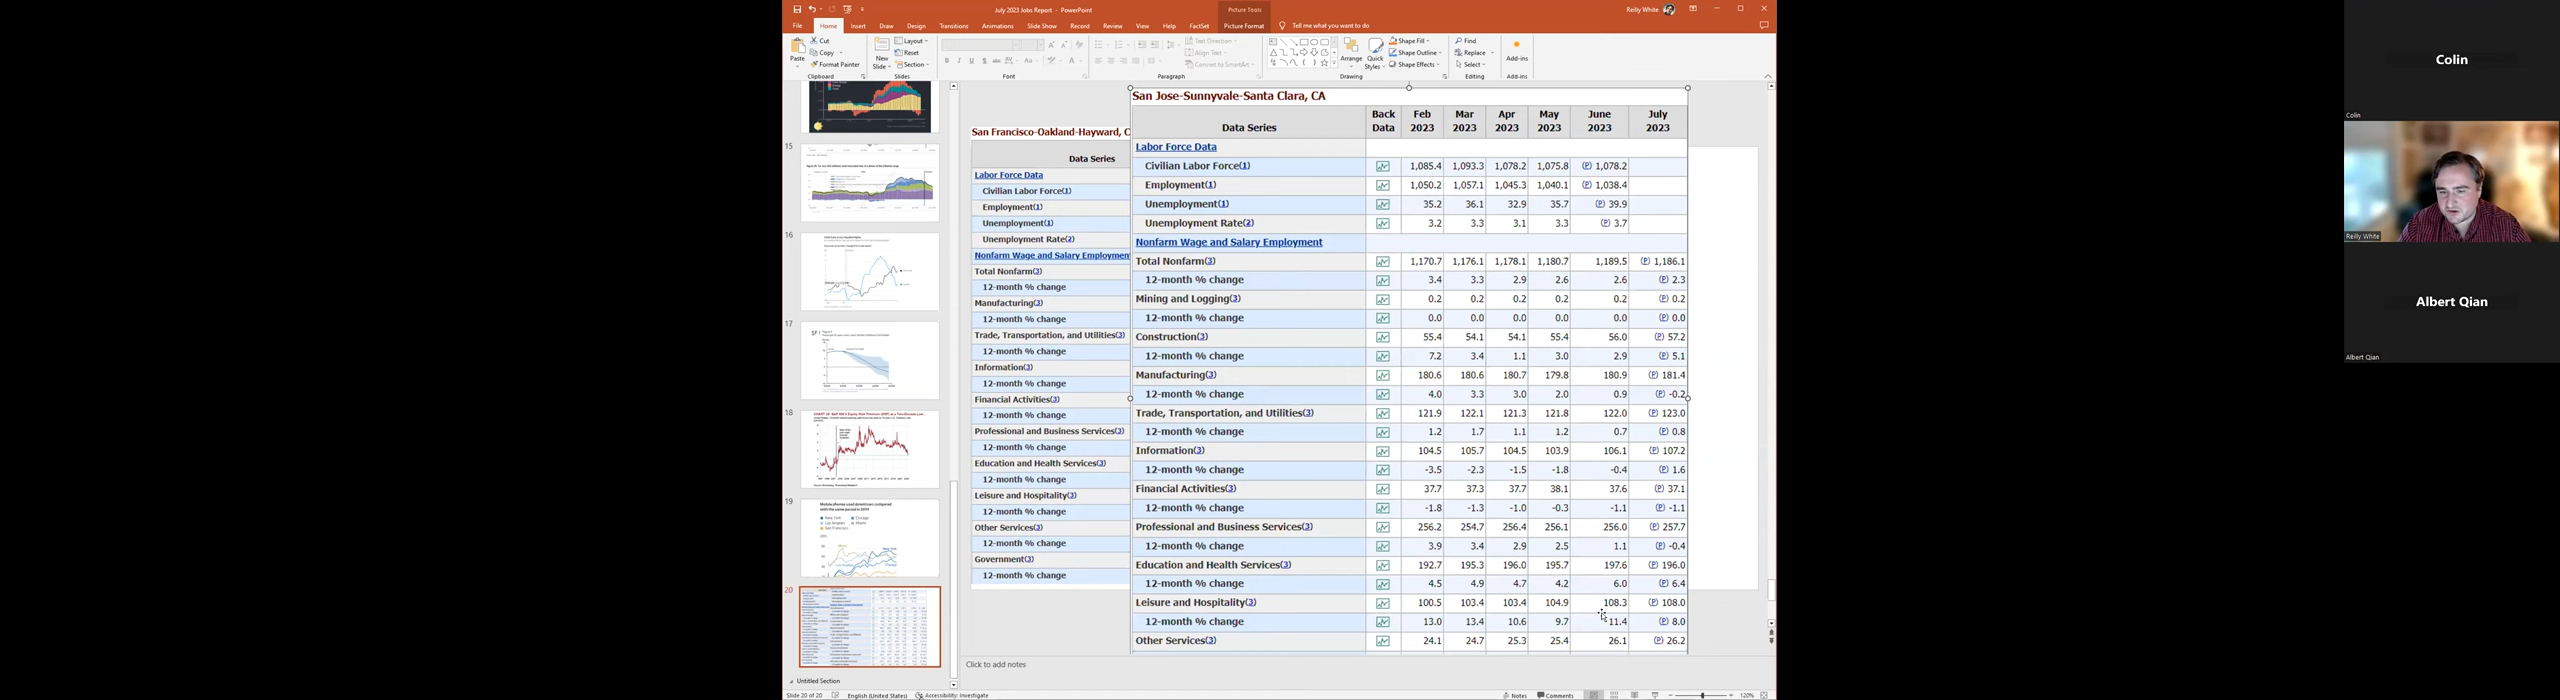 July 2023 Jobs Report - PowerPoint
Picture Tools
Reilly White
File Home Insert Draw Design Transitions Animations Slide Show Record Review View Help FactSet Picture Format Tell me what you want to do
Paste
Cut
Copy
Format Painter
Clipboard
New Slide
Layout
Reset
Section
Slides
Font
Text Direction
Align Text
Convert to SmartArt
Paragraph
Arrange
Quick Styles
Shape Fill
Shape Outline
Shape Effects
Drawing
Find
Replace
Select
Editing
Add-ins
Add-ins
15
16
17
18
19
Mobile phones used downtown compared
with the same period in 2019
New York Chicago
Los Angeles Miami
San Francisco
20
Untitled Section
San Francisco-Oakland-Hayward, C
Data Series
Labor Force Data
Civilian Labor Force(1)
Employment(1)
Unemployment(1)
Unemployment Rate(2)
Nonfarm Wage and Salary Employment
Total Nonfarm(3)
12-month % change
Manufacturing(3)
12-month % change
Trade, Transportation, and Utilities(3)
12-month % change
Information(3)
12-month % change
Financial Activities(3)
12-month % change
Professional and Business Services(3)
12-month % change
Education and Health Services(3)
12-month % change
Leisure and Hospitality(3)
12-month % change
Other Services(3)
12-month % change
Government(3)
12-month % change
San Jose-Sunnyvale-Santa Clara, CA
Data Series Back Data Feb 2023 Mar 2023 Apr 2023 May 2023 June 2023 July 2023
Labor Force Data
Civilian Labor Force(1) 1,085.4 1,093.3 1,078.2 1,075.8 (P) 1,078.2
Employment(1) 1,050.2 1,057.1 1,045.3 1,040.1 (P) 1,038.4
Unemployment(1) 35.2 36.1 32.9 35.7 (P) 39.9
Unemployment Rate(2) 3.2 3.3 3.1 3.3 (P) 3.7
Nonfarm Wage and Salary Employment
Total Nonfarm(3) 1,170.7 1,176.1 1,178.1 1,180.7 1,189.5 (P) 1,186.1
12-month % change 3.4 3.3 2.9 2.6 2.6 (P) 2.3
Mining and Logging(3) 0.2 0.2 0.2 0.2 0.2 (P) 0.2
12-month % change 0.0 0.0 0.0 0.0 0.0 (P) 0.0
Construction(3) 55.4 54.1 54.1 55.4 56.0 (P) 57.2
12-month % change 7.2 3.4 1.1 3.0 2.9 (P) 5.1
Manufacturing(3) 180.6 180.6 180.7 179.8 180.9 (P) 181.4
12-month % change 4.0 3.3 3.0 2.0 0.9 (P) -0.2
Trade, Transportation, and Utilities(3) 121.9 122.1 121.3 121.8 122.0 (P) 123.0
12-month % change 1.2 1.7 1.1 1.2 0.7 (P) 0.8
Information(3) 104.5 105.7 104.5 103.9 106.1 (P) 107.2
12-month % change -3.5 -2.3 -1.5 -1.8 -0.4 (P) 1.6
Financial Activities(3) 37.7 37.3 37.7 38.1 37.6 (P) 37.1
12-month % change -1.8 -1.3 -1.0 -0.3 -1.1 (P) -1.1
Professional and Business Services(3) 256.2 254.7 256.4 256.1 256.0 (P) 257.7
12-month % change 3.9 3.4 2.9 2.5 1.1 (P) -0.4
Education and Health Services(3) 192.7 195.3 196.0 195.7 197.6 (P) 196.0
12-month % change 4.5 4.9 4.7 4.2 6.0 (P) 6.4
Leisure and Hospitality(3) 100.5 103.4 103.4 104.9 108.3 (P) 108.0
12-month % change 13.0 13.4 10.6 9.7 11.4 (P) 8.0
Other Services(3) 24.1 24.7 25.3 25.4 26.1 (P) 26.2
Click to add notes
Slide 20 of 20 English (United States) Accessibility: Investigate Notes Comments 120%
Colin
Colin
Reilly White
Albert Qian
Albert Qian